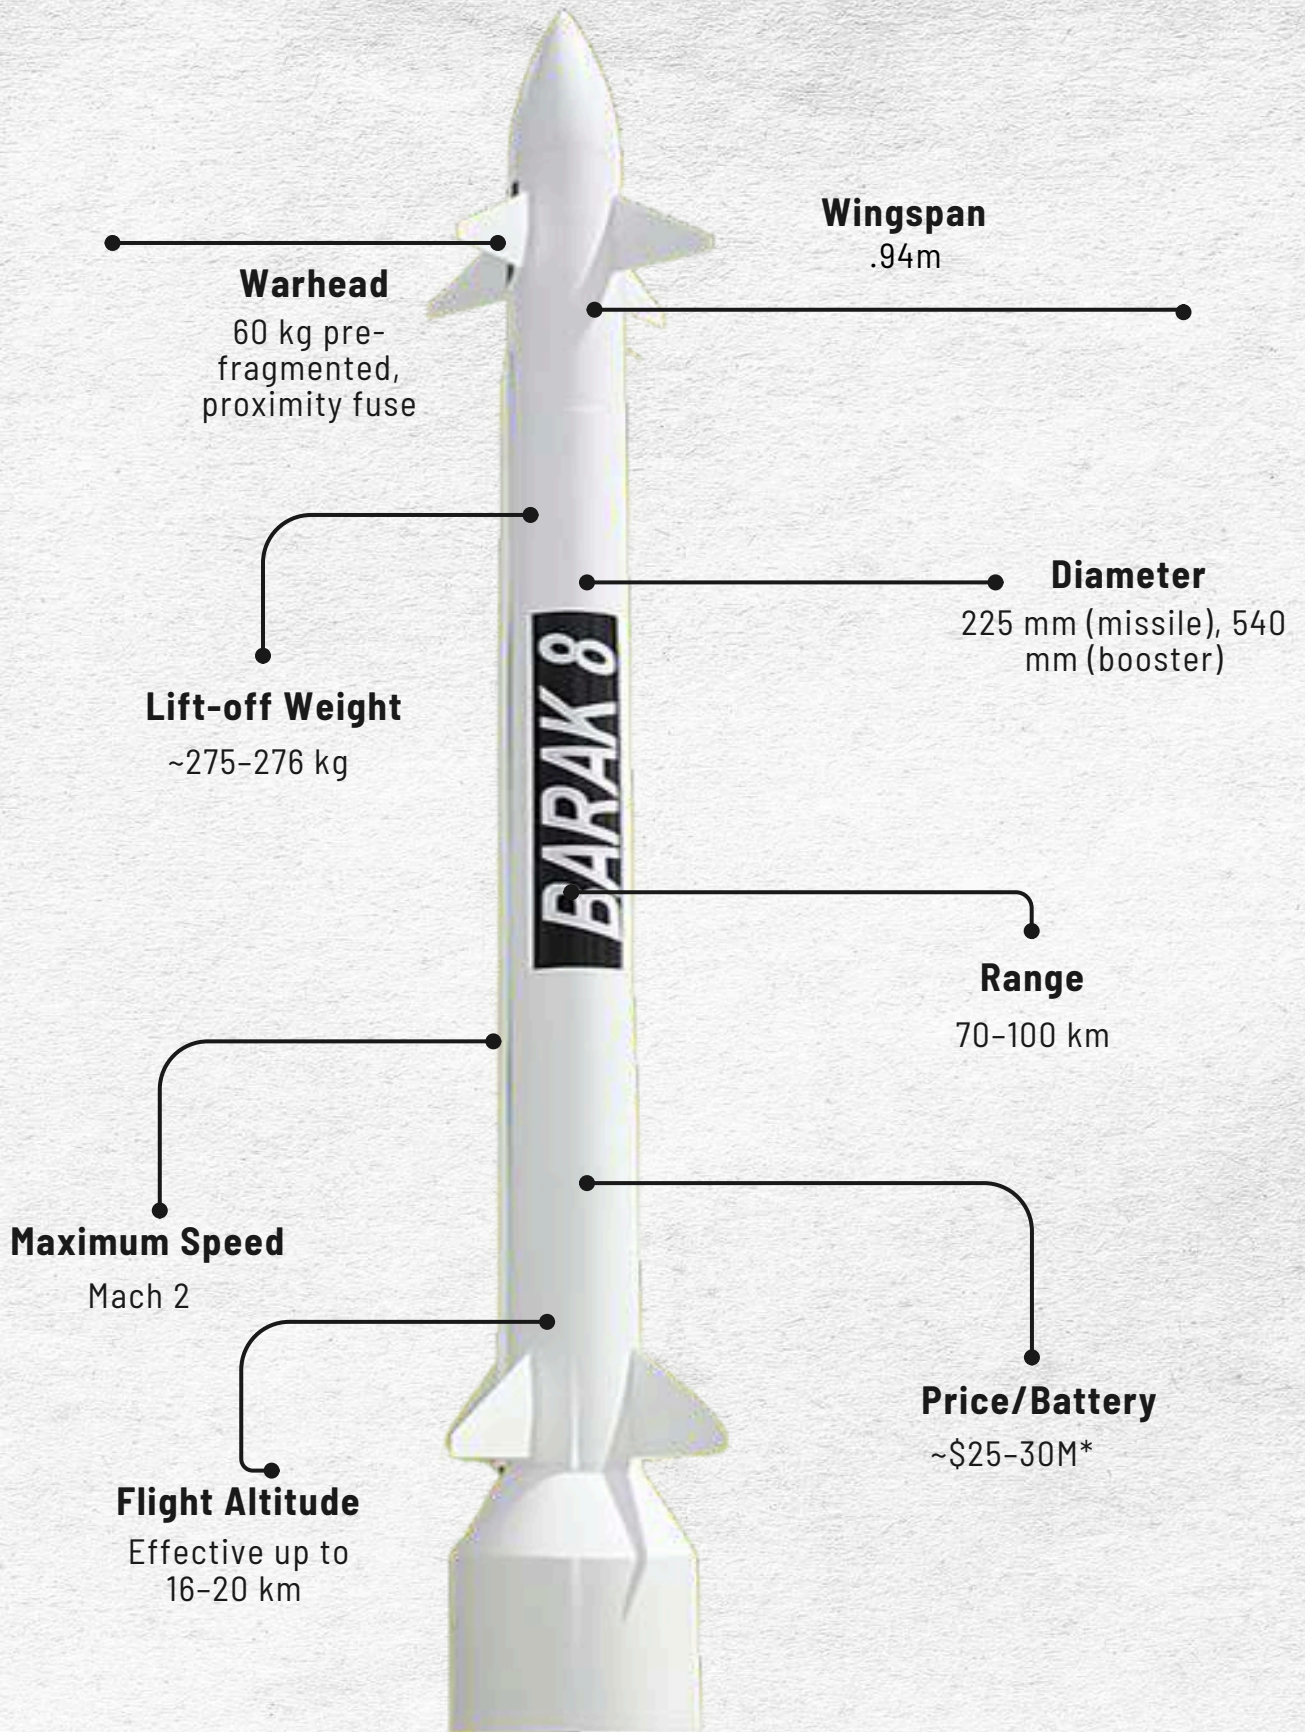 Wingspan
.94m
Warhead
60 kg pre-
fragmented,
proximity fuse
Diameter
225 mm (missile), 540
mm (booster)
BARAK 8
Lift-off Weight
~275–276 kg
Range
70–100 km
Maximum Speed
Mach 2
Price/Battery
~$25–30M*
Flight Altitude
Effective up to
16–20 km